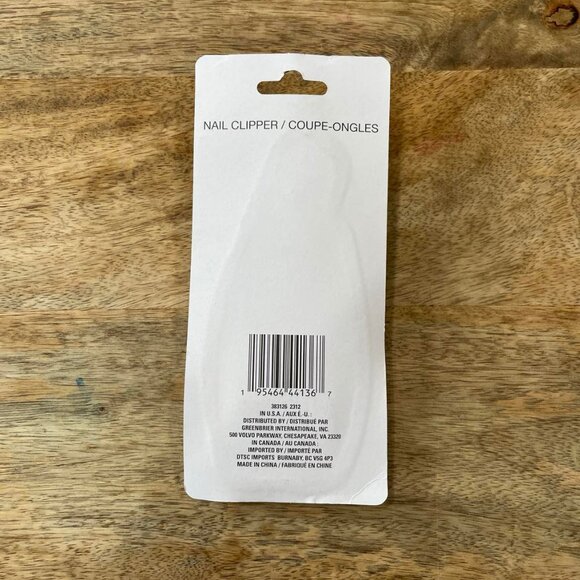 NAIL CLIPPER / COUPE-ONGLES
1 95464 44136 7
383126 2312
IN U.S.A. / AUX É.-U. :
DISTRIBUTED BY / DISTRIBUÉ PAR
GREENBRIER INTERNATIONAL, INC.
500 VOLVO PARKWAY, CHESAPEAKE, VA 23320
IN CANADA / AU CANADA :
IMPORTED BY / IMPORTÉ PAR
DTSC IMPORTS BURNABY, BC V5G 4P3
MADE IN CHINA / FABRIQUÉ EN CHINE